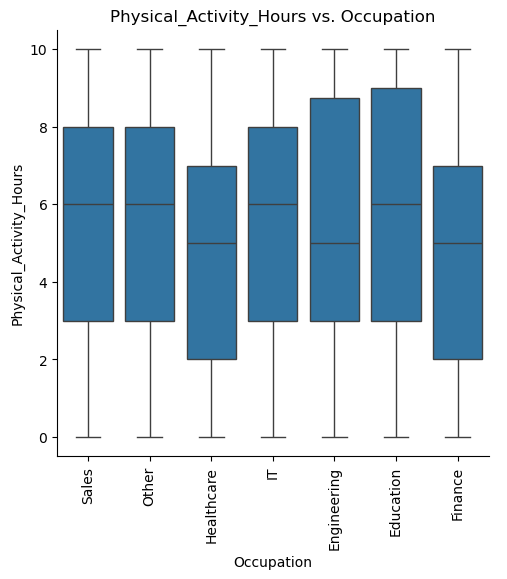 Physical_Activity_Hours vs. Occupation
Physical_Activity_Hours
10
8
6
4
2
0
Sales
Other
Healthcare
IT
Engineering
Education
Finance
Occupation